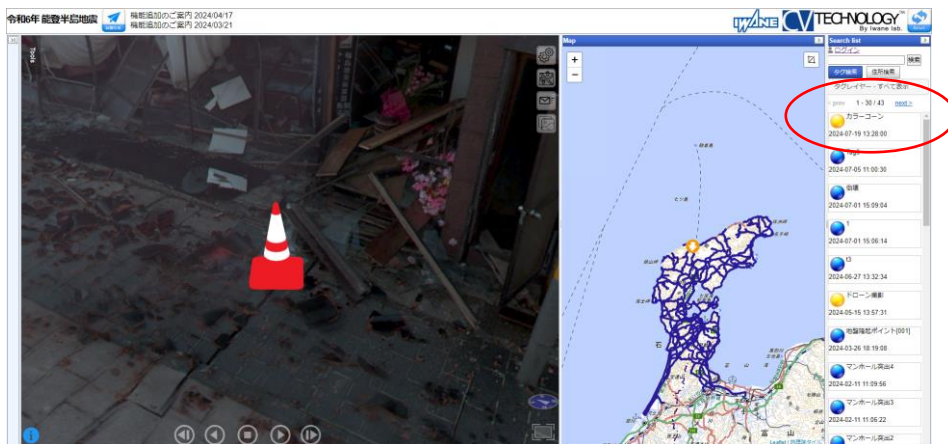 令和6年 能登半島地震
機能追加のご案内 2024/04/17
機能追加のご案内 2024/03/21
IWANE CV TECHNOLOGY
By Iwane lab.
Tools
Map
+
−
石
富 山
Leaflet
Search list
ログイン
検索
タグ検索
住所検索
タグレイヤー・すべて表示
< prev 1 - 30 / 43 next >
カラーコーン
2024-07-19 13:28:00
2024-07-05 11:00:30
倒壊
2024-07-01 15:09:04
1
2024-07-01 15:06:14
t3
2024-06-27 13:32:34
ドローン撮影
2024-05-15 13:57:31
地盤隆起ポイント[001]
2024-03-26 18:19:08
マンホール突出4
2024-02-11 11:09:56
マンホール突出3
2024-02-11 11:06:22
マンホール突出2